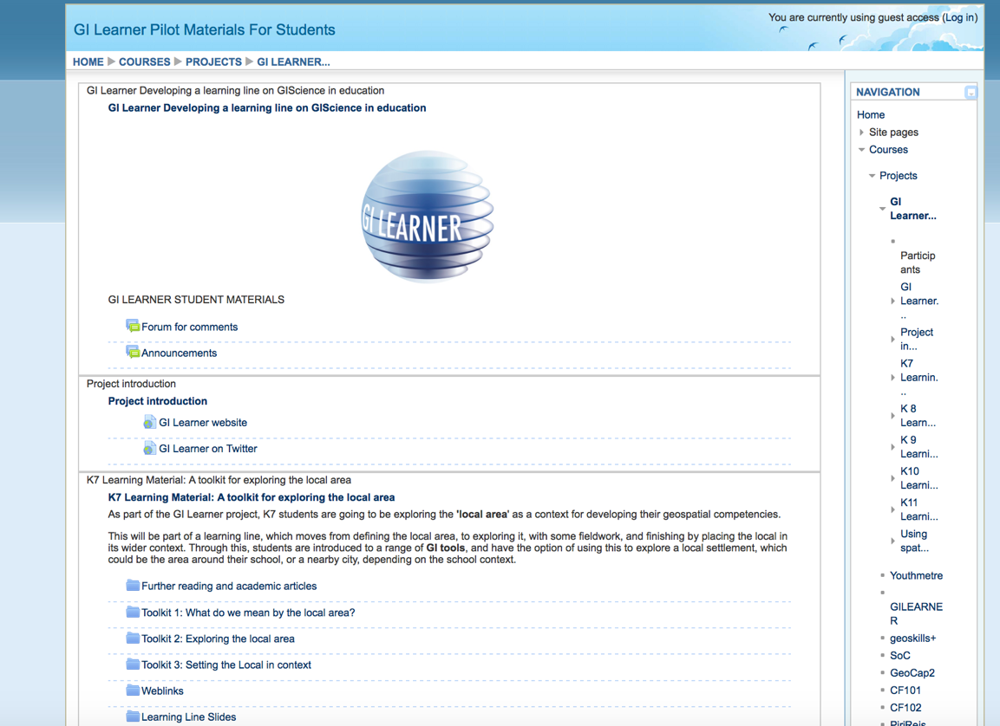 GI Learner Pilot Materials For Students
You are currently using guest access (Log in)
HOME COURSES PROJECTS GI LEARNER...
GI Learner Developing a learning line on GIScience in education
GI Learner Developing a learning line on GIScience in education
GI LEARNER
GI LEARNER STUDENT MATERIALS
Forum for comments
Announcements
Project introduction
Project introduction
GI Learner website
GI Learner on Twitter
K7 Learning Material: A toolkit for exploring the local area
K7 Learning Material: A toolkit for exploring the local area
As part of the GI Learner project, K7 students are going to be exploring the 'local area' as a context for developing their geospatial competencies.
This will be part of a learning line, which moves from defining the local area, to exploring it, with some fieldwork, and finishing by placing the local in
its wider context. Through this, students are introduced to a range of GI tools, and have the option of using this to explore a local settlement, which
could be the area around their school, or a nearby city, depending on the school context.
Further reading and academic articles
Toolkit 1: What do we mean by the local area?
Toolkit 2: Exploring the local area
Toolkit 3: Setting the Local in context
Weblinks
Learning Line Slides
NAVIGATION
Home
Site pages
Courses
Projects
GI
Learner...
Particip
ants
GI
Learner.
..
Project
in...
K7
Learnin.
..
K 8
Learn...
K 9
Learni...
K10
Learni...
K11
Learni...
Using
spat...
Youthmetre
GILEARNE
R
geoskills+
SoC
GeoCap2
CF101
CF102
PiriReis